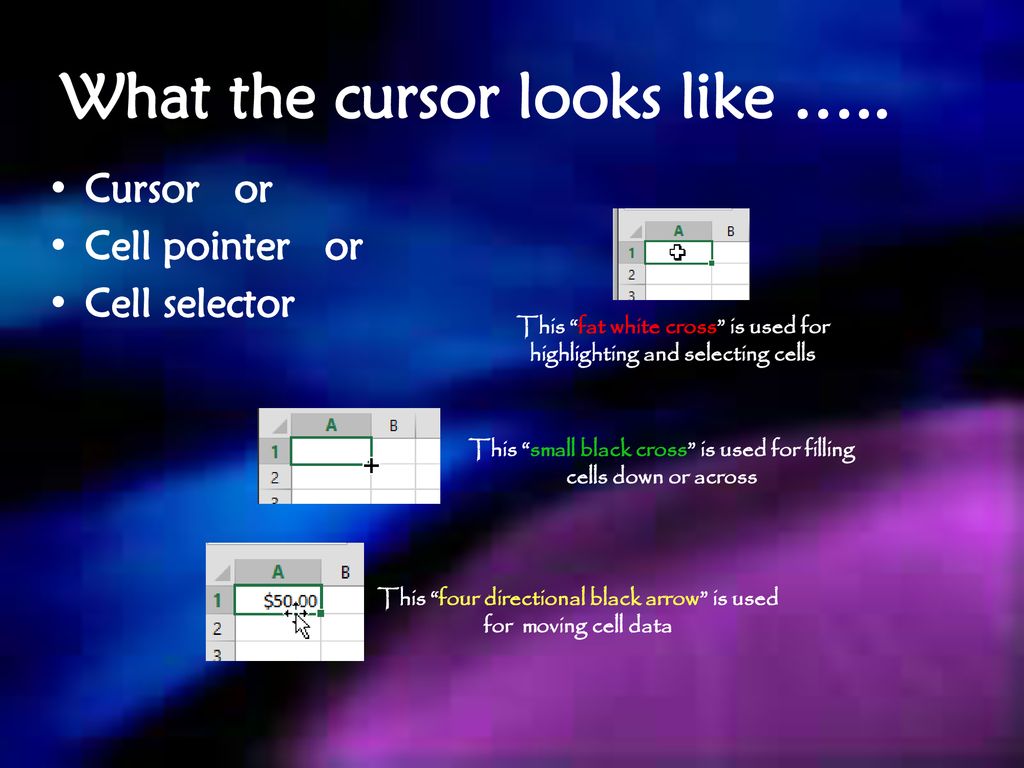 What the cursor looks like .....
• Cursor or
• Cell pointer or
• Cell selector
A B
1
2
3
This “fat white cross” is used for
highlighting and selecting cells
A B
1
2
3
This “small black cross” is used for filling
cells down or across
A B
1 $50.00
2
3
This “four directional black arrow” is used
for moving cell data